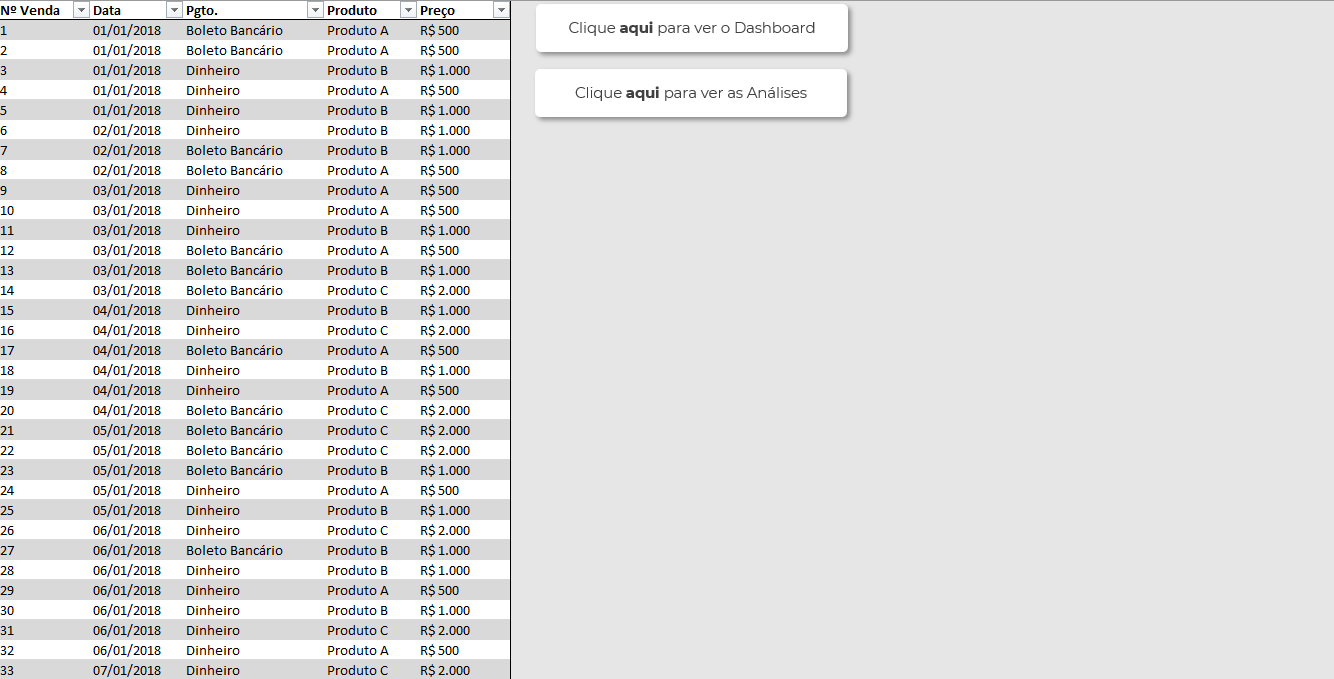 Nº Venda Data Pgto. Produto Preço
1 01/01/2018 Boleto Bancário Produto A R$ 500
2 01/01/2018 Boleto Bancário Produto A R$ 500
3 01/01/2018 Dinheiro Produto B R$ 1.000
4 01/01/2018 Dinheiro Produto A R$ 500
5 01/01/2018 Dinheiro Produto B R$ 1.000
6 02/01/2018 Dinheiro Produto B R$ 1.000
7 02/01/2018 Boleto Bancário Produto B R$ 1.000
8 02/01/2018 Boleto Bancário Produto A R$ 500
9 03/01/2018 Dinheiro Produto A R$ 500
10 03/01/2018 Dinheiro Produto A R$ 500
11 03/01/2018 Dinheiro Produto B R$ 1.000
12 03/01/2018 Boleto Bancário Produto A R$ 500
13 03/01/2018 Boleto Bancário Produto B R$ 1.000
14 03/01/2018 Boleto Bancário Produto C R$ 2.000
15 04/01/2018 Dinheiro Produto B R$ 1.000
16 04/01/2018 Dinheiro Produto C R$ 2.000
17 04/01/2018 Boleto Bancário Produto A R$ 500
18 04/01/2018 Dinheiro Produto B R$ 1.000
19 04/01/2018 Dinheiro Produto A R$ 500
20 04/01/2018 Boleto Bancário Produto C R$ 2.000
21 05/01/2018 Boleto Bancário Produto C R$ 2.000
22 05/01/2018 Boleto Bancário Produto C R$ 2.000
23 05/01/2018 Boleto Bancário Produto B R$ 1.000
24 05/01/2018 Dinheiro Produto A R$ 500
25 05/01/2018 Dinheiro Produto B R$ 1.000
26 06/01/2018 Dinheiro Produto C R$ 2.000
27 06/01/2018 Boleto Bancário Produto B R$ 1.000
28 06/01/2018 Dinheiro Produto B R$ 1.000
29 06/01/2018 Dinheiro Produto A R$ 500
30 06/01/2018 Dinheiro Produto B R$ 1.000
31 06/01/2018 Dinheiro Produto C R$ 2.000
32 06/01/2018 Dinheiro Produto A R$ 500
33 07/01/2018 Dinheiro Produto C R$ 2.000
Clique aqui para ver o Dashboard
Clique aqui para ver as Análises